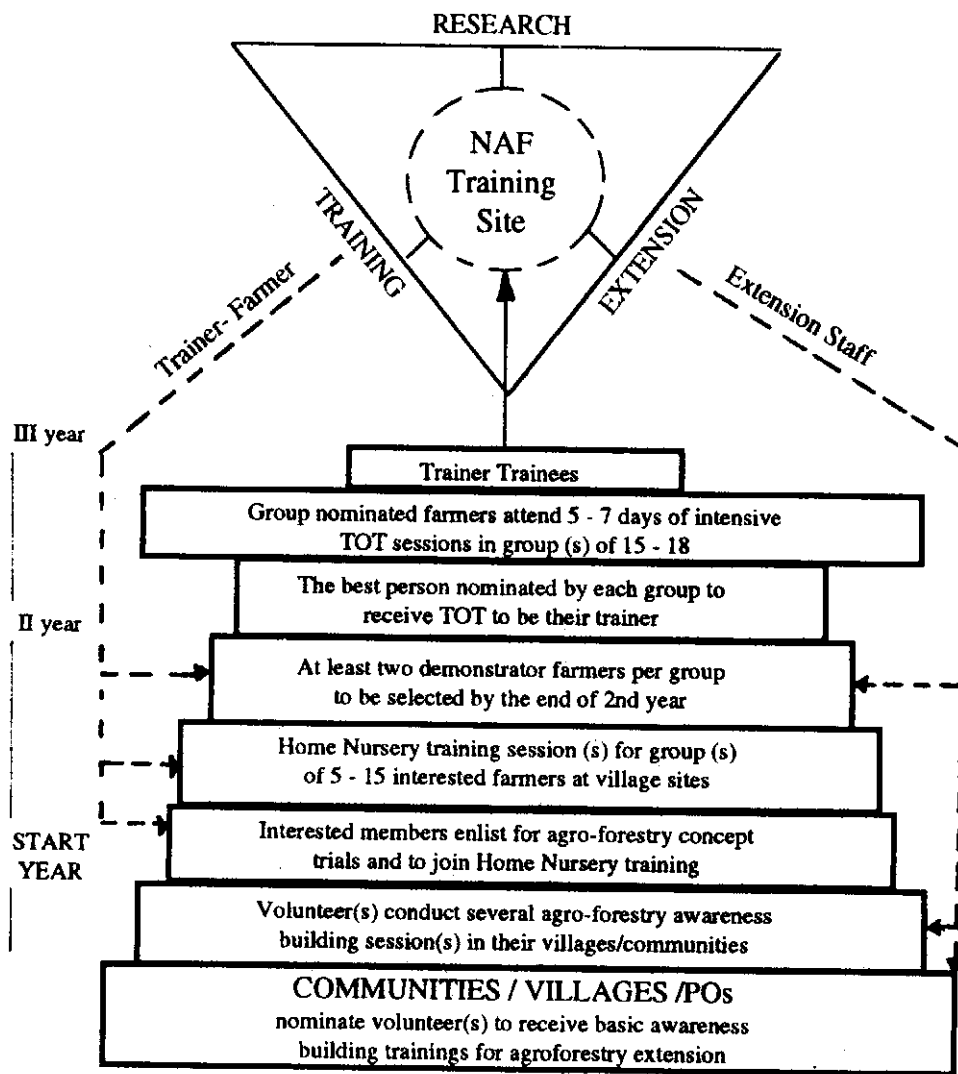 RESEARCH
NAF
Training
Site
TRAINING
EXTENSION
Trainer- Farmer
Extension Staff
III year
Trainer Trainees
Group nominated farmers attend 5 - 7 days of intensive
TOT sessions in group (s) of 15 - 18
The best person nominated by each group to
receive TOT to be their trainer
II year
At least two demonstrator farmers per group
to be selected by the end of 2nd year
Home Nursery training session (s) for group (s)
of 5 - 15 interested farmers at village sites
START
YEAR
Interested members enlist for agro-forestry concept
trials and to join Home Nursery training
Volunteer(s) conduct several agro-forestry awareness
building session(s) in their villages/communities
COMMUNITIES / VILLAGES /POs
nominate volunteer(s) to receive basic awareness
building trainings for agroforestry extension